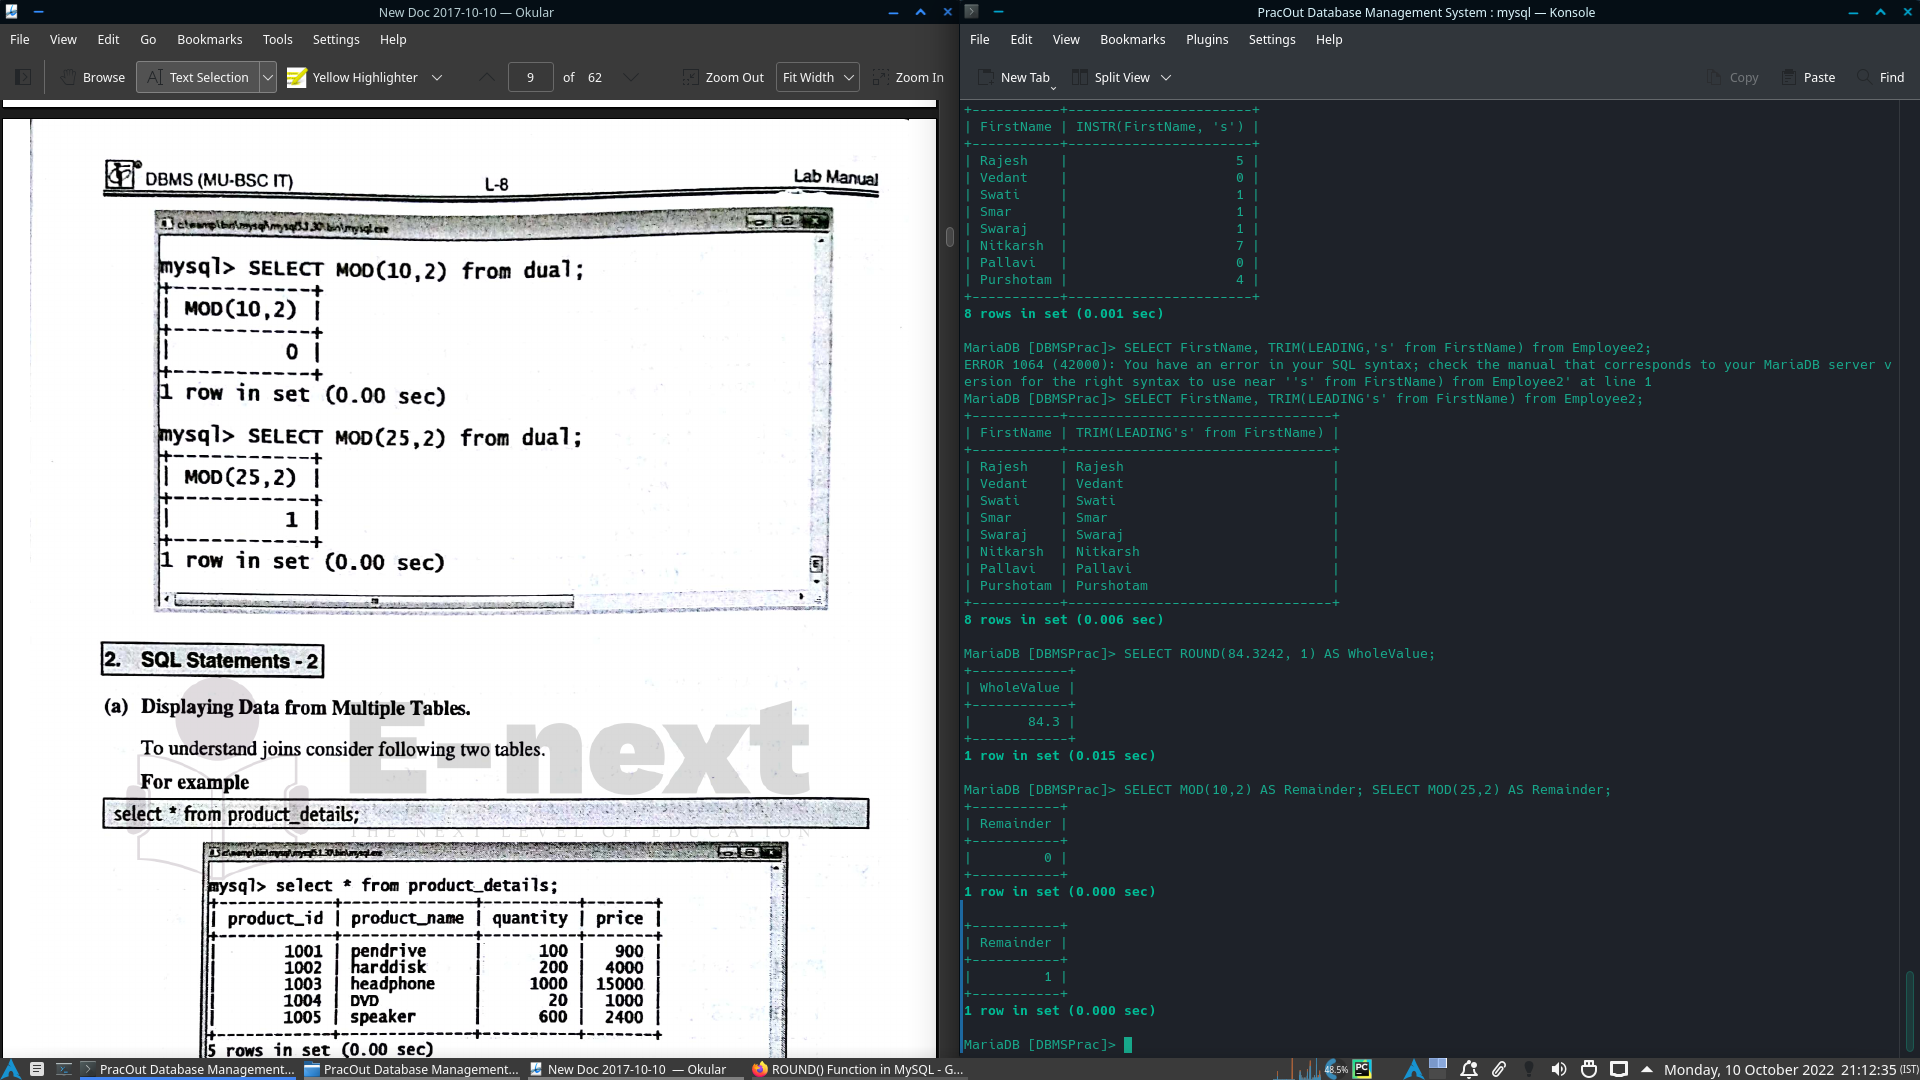 New Doc 2017-10-10 — Okular
File View Edit Go Bookmarks Tools Settings Help
Browse Text Selection Yellow Highlighter 9 of 62 Zoom Out Fit Width Zoom In
DBMS (MU-BSC IT) L-8 Lab Manual
c:\wamp\bin\mysql\mysql5.1.30\bin\mysql.exe
mysql> SELECT MOD(10,2) from dual;
+-----------+
| MOD(10,2) |
+-----------+
| 0 |
+-----------+
1 row in set (0.00 sec)
mysql> SELECT MOD(25,2) from dual;
+-----------+
| MOD(25,2) |
+-----------+
| 1 |
+-----------+
1 row in set (0.00 sec)
2. SQL Statements - 2
(a) Displaying Data from Multiple Tables.
E-next
To understand joins consider following two tables.
For example
select * from product_details;
THE NEXT LEVEL OF EDUCATION
c:\wamp\bin\mysql\mysql5.1.30\bin\mysql.exe
mysql> select * from product_details;
| product_id | product_name | quantity | price |
| 1001 | pendrive | 100 | 900 |
| 1002 | harddisk | 200 | 4000 |
| 1003 | headphone | 1000 | 15000 |
| 1004 | DVD | 20 | 1000 |
| 1005 | speaker | 600 | 2400 |
5 rows in set (0.00 sec)
PracOut Database Management System : mysql — Konsole
File Edit View Bookmarks Plugins Settings Help
New Tab Split View Copy Paste Find
+-----------+-----------------------+
| FirstName | INSTR(FirstName, 's') |
+-----------+-----------------------+
| Rajesh | 5 |
| Vedant | 0 |
| Swati | 1 |
| Smar | 1 |
| Swaraj | 1 |
| Nitkarsh | 7 |
| Pallavi | 0 |
| Purshotam | 4 |
+-----------+-----------------------+
8 rows in set (0.001 sec)
MariaDB [DBMSPrac]> SELECT FirstName, TRIM(LEADING,'s' from FirstName) from Employee2;
ERROR 1064 (42000): You have an error in your SQL syntax; check the manual that corresponds to your MariaDB server v
ersion for the right syntax to use near ''s' from FirstName) from Employee2' at line 1
MariaDB [DBMSPrac]> SELECT FirstName, TRIM(LEADING's' from FirstName) from Employee2;
+-----------+---------------------------------+
| FirstName | TRIM(LEADING's' from FirstName) |
+-----------+---------------------------------+
| Rajesh | Rajesh |
| Vedant | Vedant |
| Swati | Swati |
| Smar | Smar |
| Swaraj | Swaraj |
| Nitkarsh | Nitkarsh |
| Pallavi | Pallavi |
| Purshotam | Purshotam |
+-----------+---------------------------------+
8 rows in set (0.006 sec)
MariaDB [DBMSPrac]> SELECT ROUND(84.3242, 1) AS WholeValue;
+------------+
| WholeValue |
+------------+
| 84.3 |
+------------+
1 row in set (0.015 sec)
MariaDB [DBMSPrac]> SELECT MOD(10,2) AS Remainder; SELECT MOD(25,2) AS Remainder;
+-----------+
| Remainder |
+-----------+
| 0 |
+-----------+
1 row in set (0.000 sec)
+-----------+
| Remainder |
+-----------+
| 1 |
+-----------+
1 row in set (0.000 sec)
MariaDB [DBMSPrac]>
PracOut Database Management... PracOut Database Management... New Doc 2017-10-10 — Okular ROUND() Function in MySQL - G... 48.5% PC Monday, 10 October 2022 21:12:35 (IST)